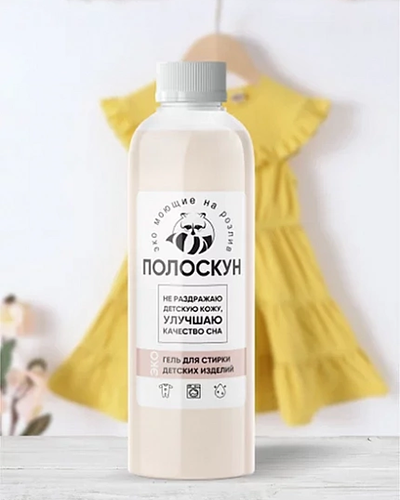 эко моющие на розлив
ПОЛОСКУН
НЕ РАЗДРАЖАЮ
ДЕТСКУЮ КОЖУ,
УЛУЧШАЮ
КАЧЕСТВО СНА
ЭКО
ГЕЛЬ ДЛЯ СТИРКИ
ДЕТСКИХ ИЗДЕЛИЙ